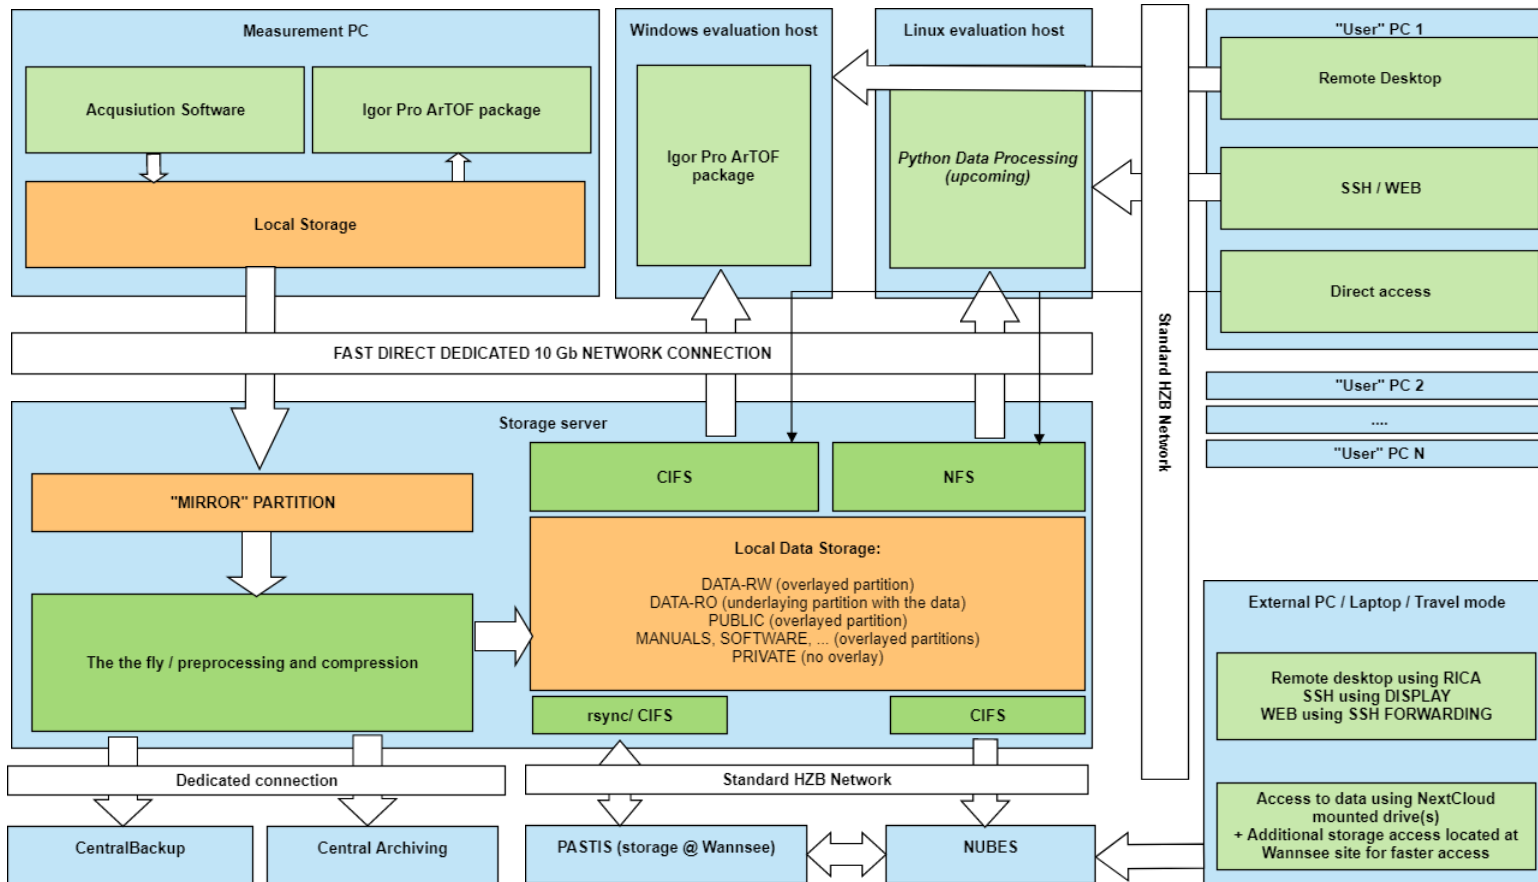 Measurement PC
Acqusiution Software
Igor Pro ArTOF package
Local Storage
Windows evaluation host
Igor Pro ArTOF
package
Linux evaluation host
Python Data Processing
(upcoming)
Standard HZB Network
"User" PC 1
Remote Desktop
SSH / WEB
Direct access
"User" PC 2
....
"User" PC N
FAST DIRECT DEDICATED 10 Gb NETWORK CONNECTION
Storage server
"MIRROR" PARTITION
The the fly / preprocessing and compression
CIFS
NFS
Local Data Storage:
DATA-RW (overlayed partition)
DATA-RO (underlaying partition with the data)
PUBLIC (overlayed partition)
MANUALS, SOFTWARE, ... (overlayed partitions)
PRIVATE (no overlay)
rsync/ CIFS
CIFS
Dedicated connection
Standard HZB Network
CentralBackup
Central Archiving
PASTIS (storage @ Wannsee)
NUBES
External PC / Laptop / Travel mode
Remote desktop using RICA
SSH using DISPLAY
WEB using SSH FORWARDING
Access to data using NextCloud
mounted drive(s)
+ Additional storage access located at
Wannsee site for faster access